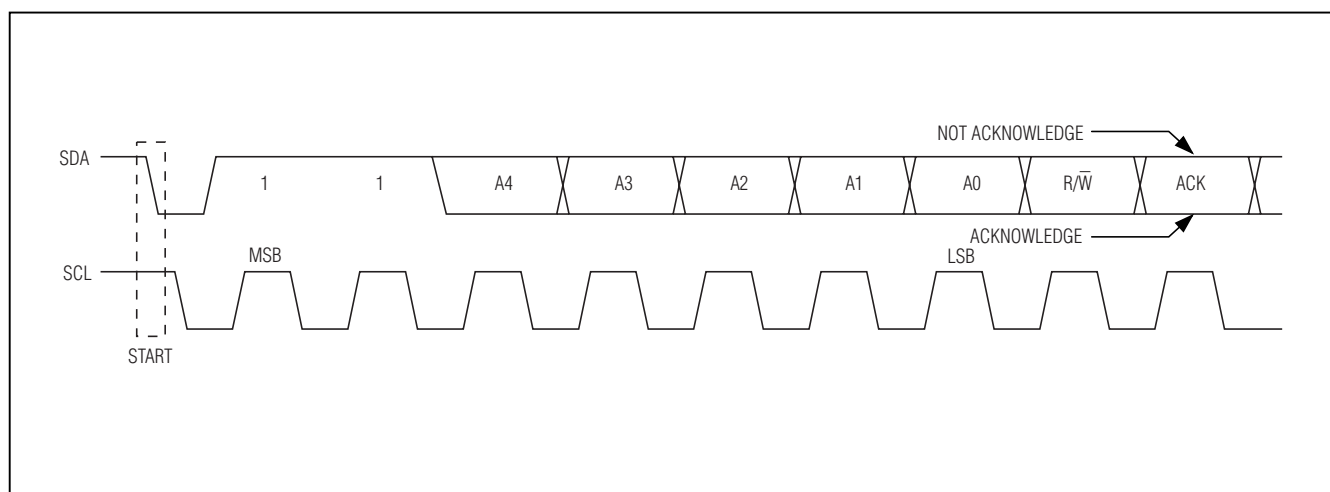 NOT ACKNOWLEDGE
SDA
1 1 A4 A3 A2 A1 A0 R/W̅ ACK
ACKNOWLEDGE
MSB LSB
SCL
START